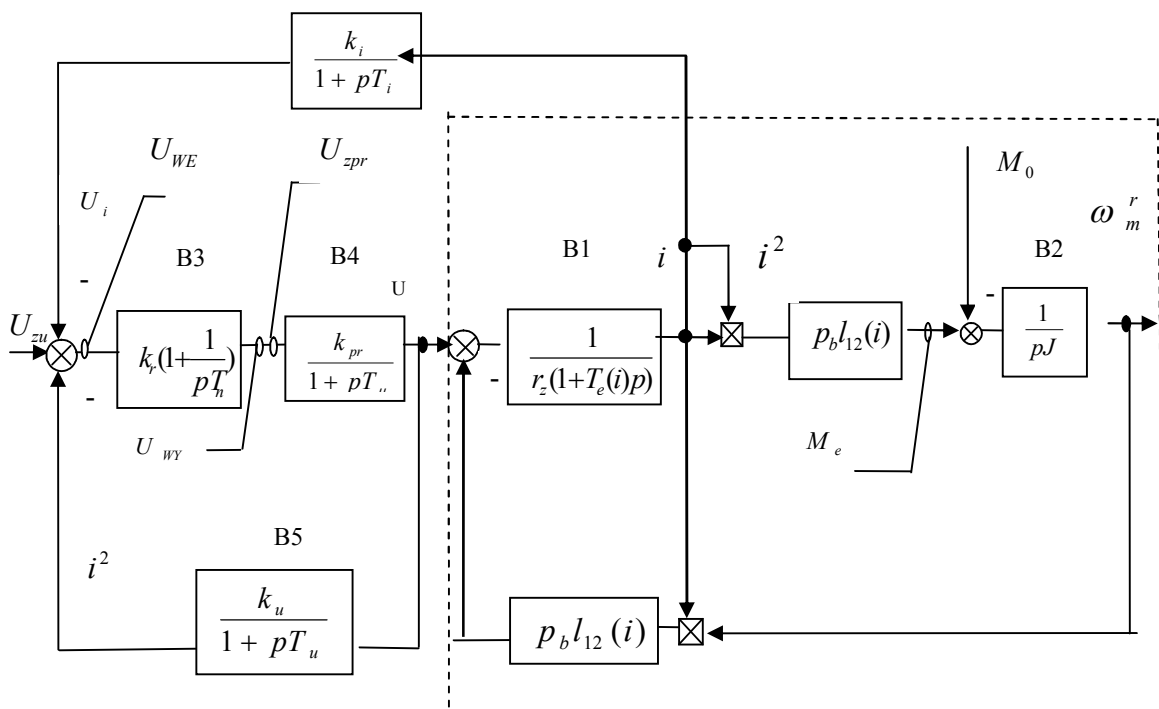 k_i
1 + pT_i
U_WE
U_zpr
U_i
M_0
ω_m^r
B3
B4
B1
i
i^2
B2
U
-
-
U_zu
k_r(1+1/pT_n)
k_pr
1 + pT_u
-
1
r_z(1+T_e(i)p)
p_b l_12(i)
-
1
pJ
U_WY
M_e
B5
i^2
k_u
1 + pT_u
p_b l_12(i)